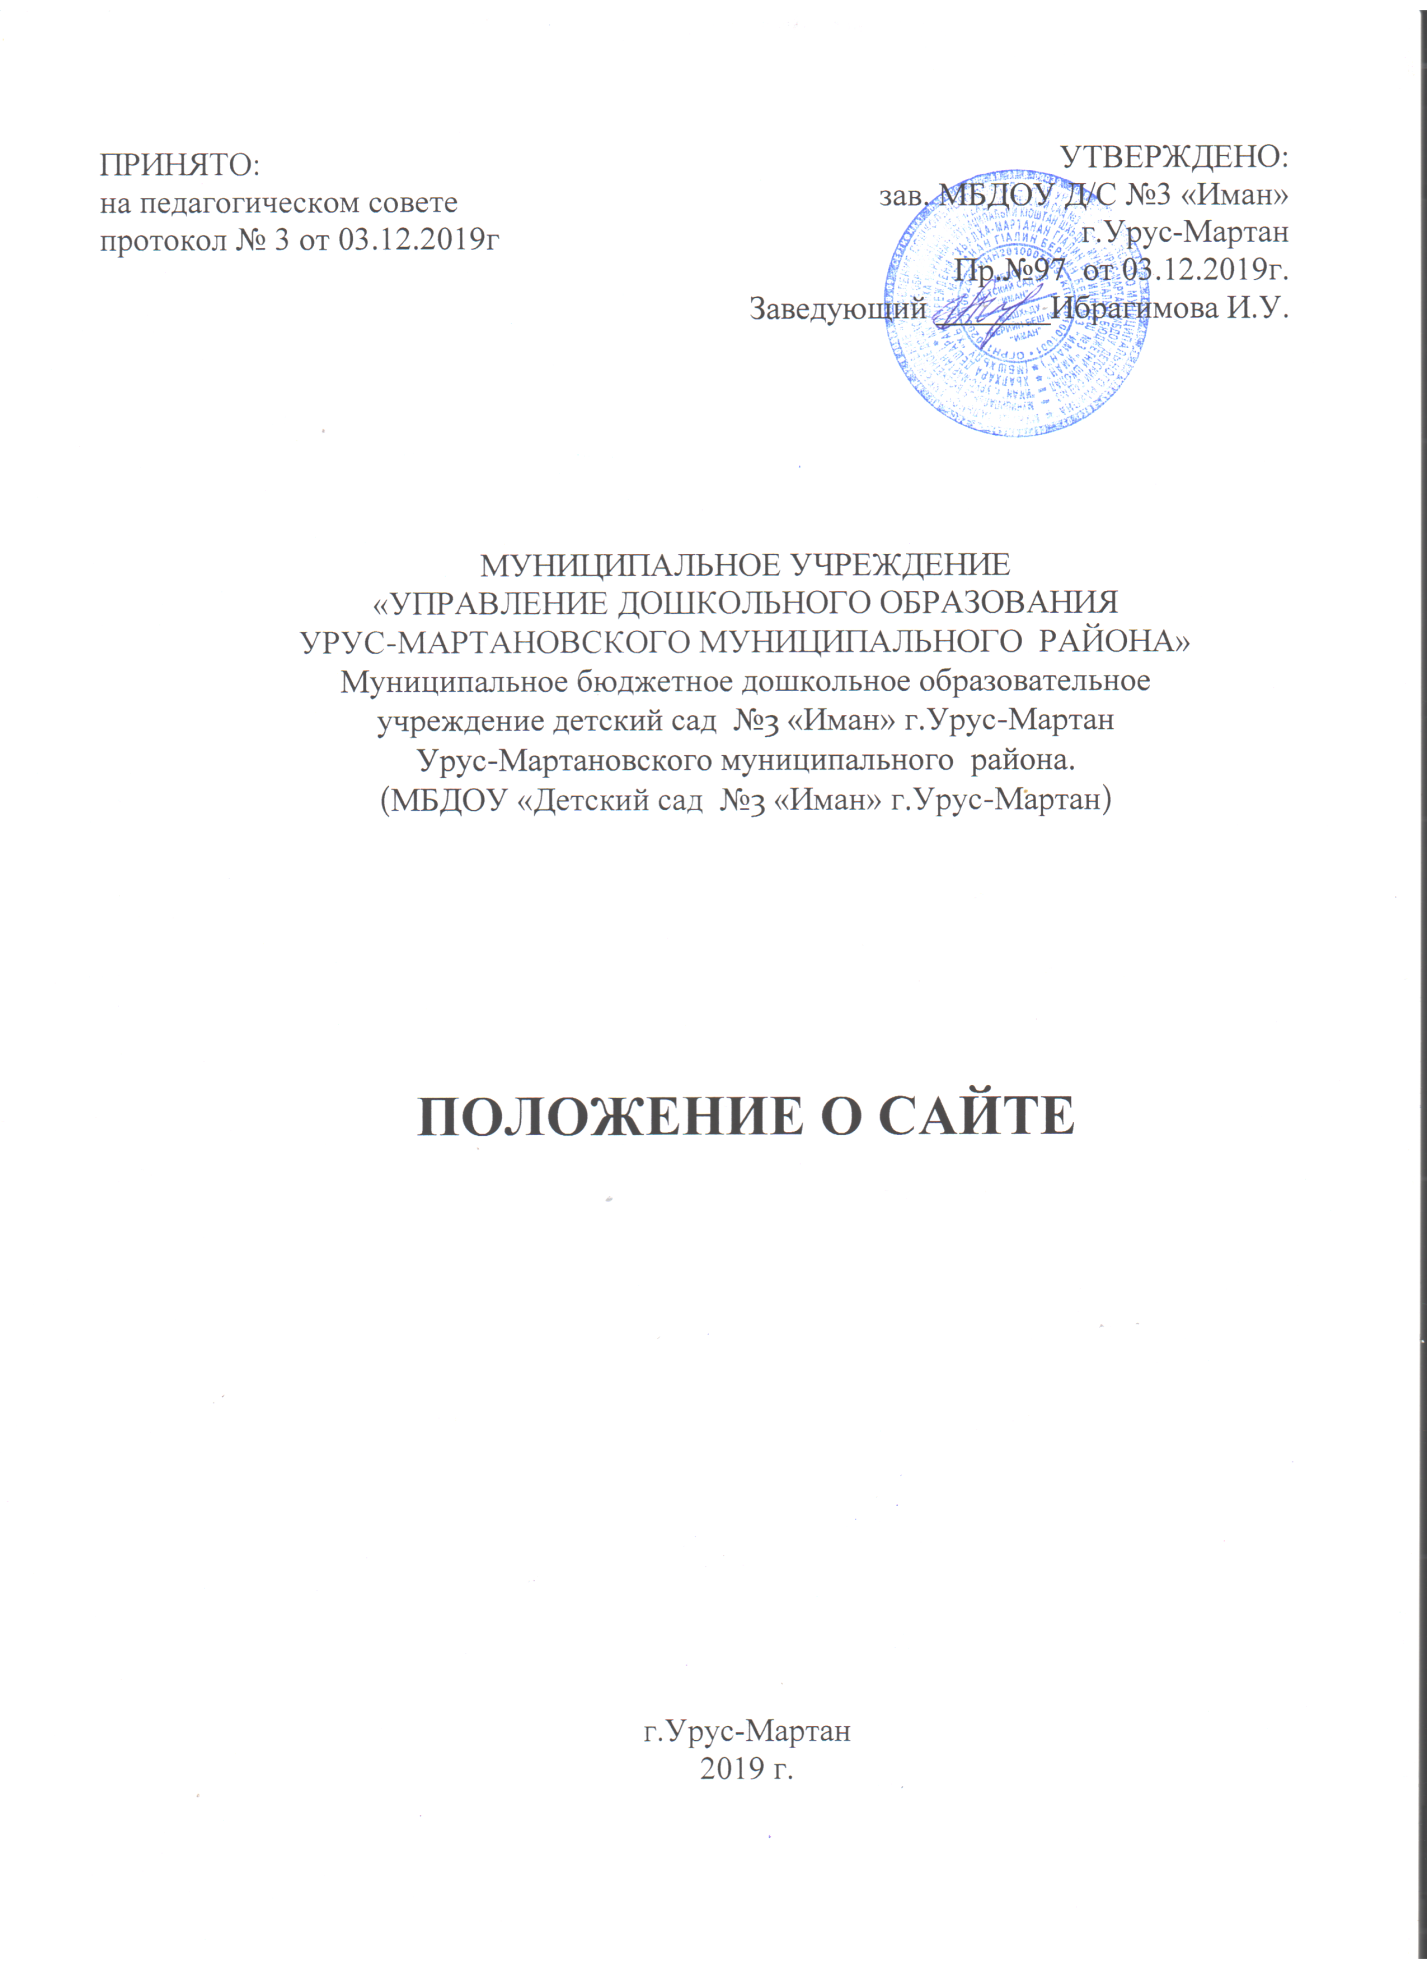 ПРИНЯТО:
на педагогическом совете
протокол № 3 от 03.12.2019г
УТВЕРЖДЕНО:
зав. МБДОУ Д/С №3 «Иман»
г.Урус-Мартан
Пр.№97 от 03.12.2019г.
Заведующий _______Ибрагимова И.У.
МУНИЦИПАЛЬНОЕ УЧРЕЖДЕНИЕ
«УПРАВЛЕНИЕ ДОШКОЛЬНОГО ОБРАЗОВАНИЯ
УРУС-МАРТАНОВСКОГО МУНИЦИПАЛЬНОГО РАЙОНА»
Муниципальное бюджетное дошкольное образовательное
учреждение детский сад №3 «Иман» г.Урус-Мартан
Урус-Мартановского муниципального района.
(МБДОУ «Детский сад №3 «Иман» г.Урус-Мартан)
ПОЛОЖЕНИЕ О САЙТЕ
г.Урус-Мартан
2019 г.